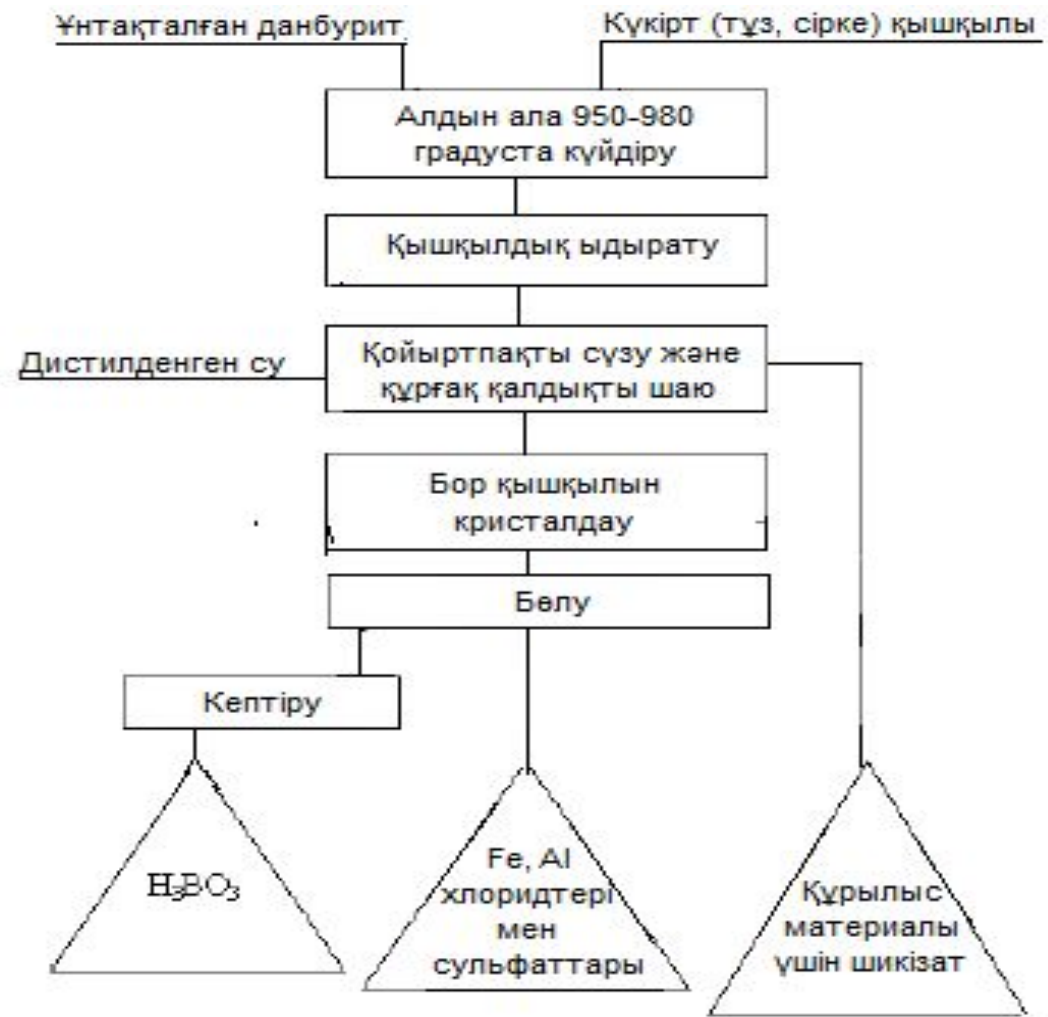 Ұнтақталған данбурит
Күкірт (тұз, сірке) қышқылы
Алдын ала 950-980
градуста күйдіру
Қышқылдық ыдырату
Дистилденген су
Қойыртпақты сүзу және
құрғақ қалдықты шаю
Бор қышқылын
кристалдау
Бөлу
Кептіру
H₃BO₃
Fe, Al
хлоридтері
мен
сульфаттары
Құрылыс
материалы
үшін шикізат